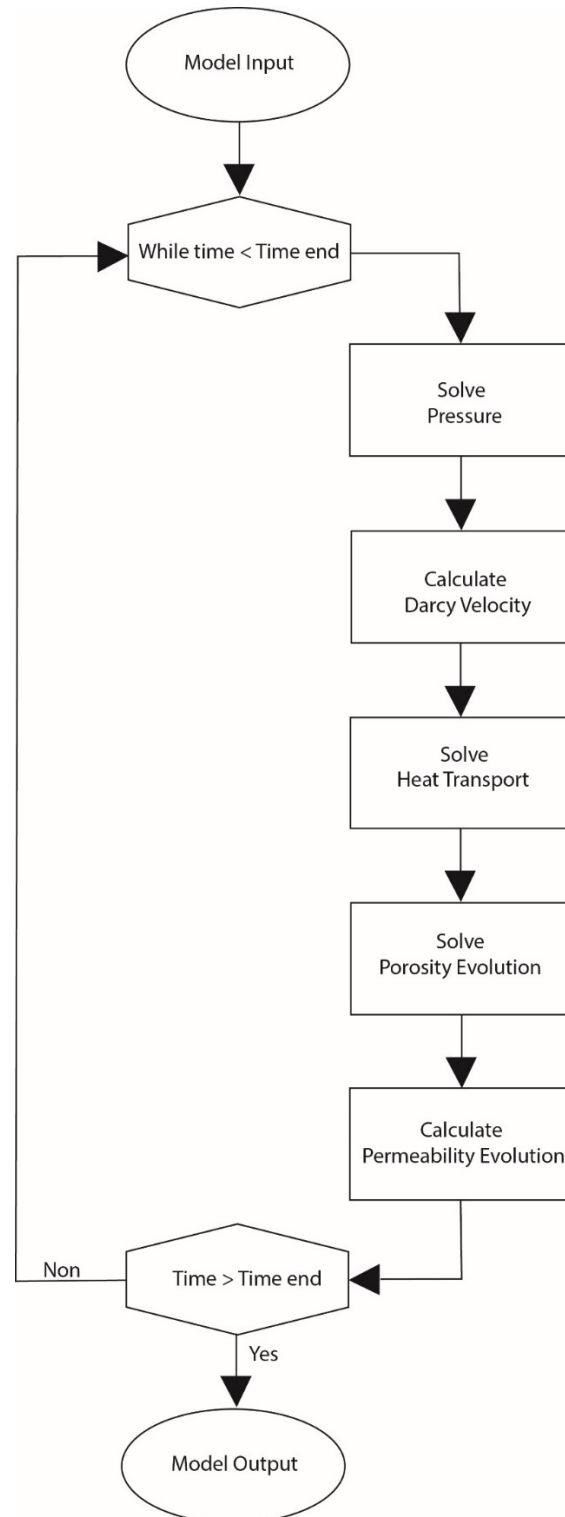 Model Input
While time < Time end
Solve
Pressure
Calculate
Darcy Velocity
Solve
Heat Transport
Solve
Porosity Evolution
Calculate
Permeability Evolution
Time > Time end
Non
Yes
Model Output